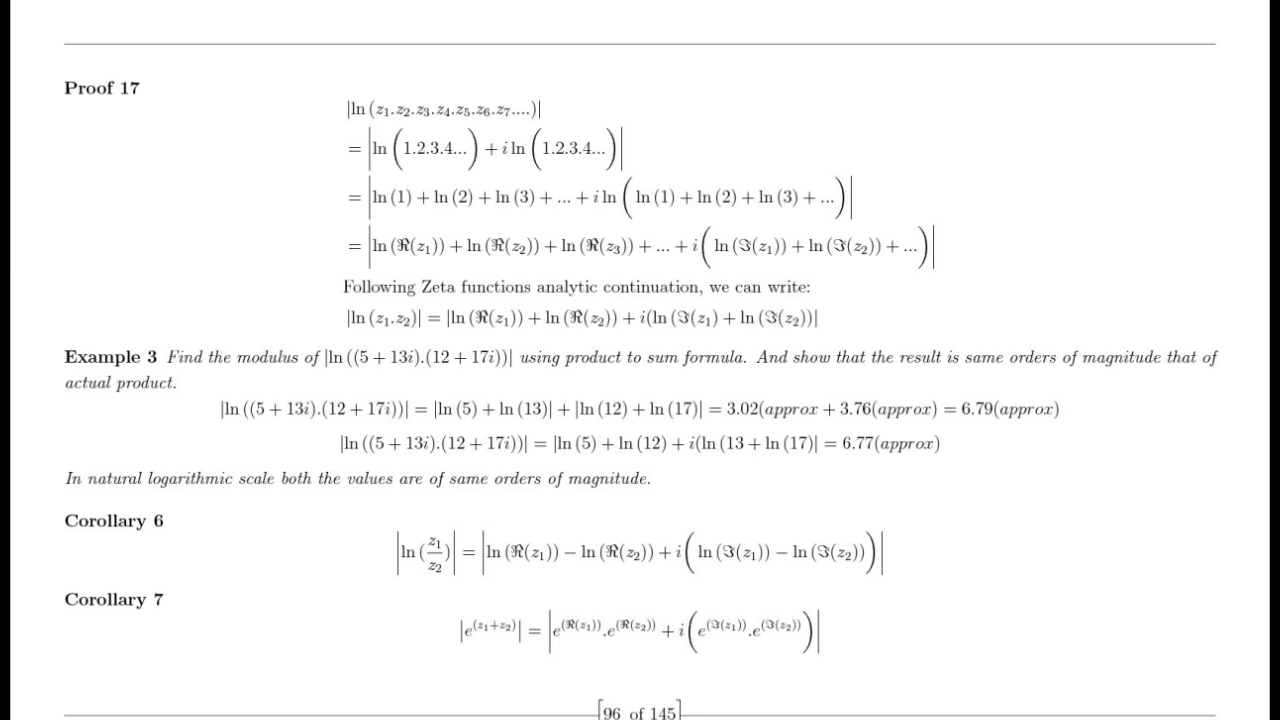 Proof 17
|ln (z₁.z₂.z₃.z₄.z₅.z₆.z₇....)|
= |ln (1.2.3.4...) + i ln (1.2.3.4...)|
= |ln (1) + ln (2) + ln (3) + ... + i ln ( ln (1) + ln (2) + ln (3) + ...)|
= |ln (ℜ(z₁)) + ln (ℜ(z₂)) + ln (ℜ(z₃)) + ... + i( ln (ℑ(z₁)) + ln (ℑ(z₂)) + ...)|
Following Zeta functions analytic continuation, we can write:
|ln (z₁.z₂)| = |ln (ℜ(z₁)) + ln (ℜ(z₂)) + i(ln (ℑ(z₁) + ln (ℑ(z₂))|
Example 3 Find the modulus of |ln ((5 + 13i).(12 + 17i))| using product to sum formula. And show that the result is same orders of magnitude that of
actual product.
|ln ((5 + 13i).(12 + 17i))| = |ln (5) + ln (13)| + |ln (12) + ln (17)| = 3.02(approx + 3.76(approx) = 6.79(approx)
|ln ((5 + 13i).(12 + 17i))| = |ln (5) + ln (12) + i(ln (13 + ln (17)| = 6.77(approx)
In natural logarithmic scale both the values are of same orders of magnitude.
Corollary 6
|ln (z₁/z₂)| = |ln (ℜ(z₁)) − ln (ℜ(z₂)) + i( ln (ℑ(z₁)) − ln (ℑ(z₂)))|
Corollary 7
|e^(z₁+z₂)| = |e^(ℜ(z₁)).e^(ℜ(z₂)) + i(e^(ℑ(z₁)).e^(ℑ(z₂)))|
[96 of 145]